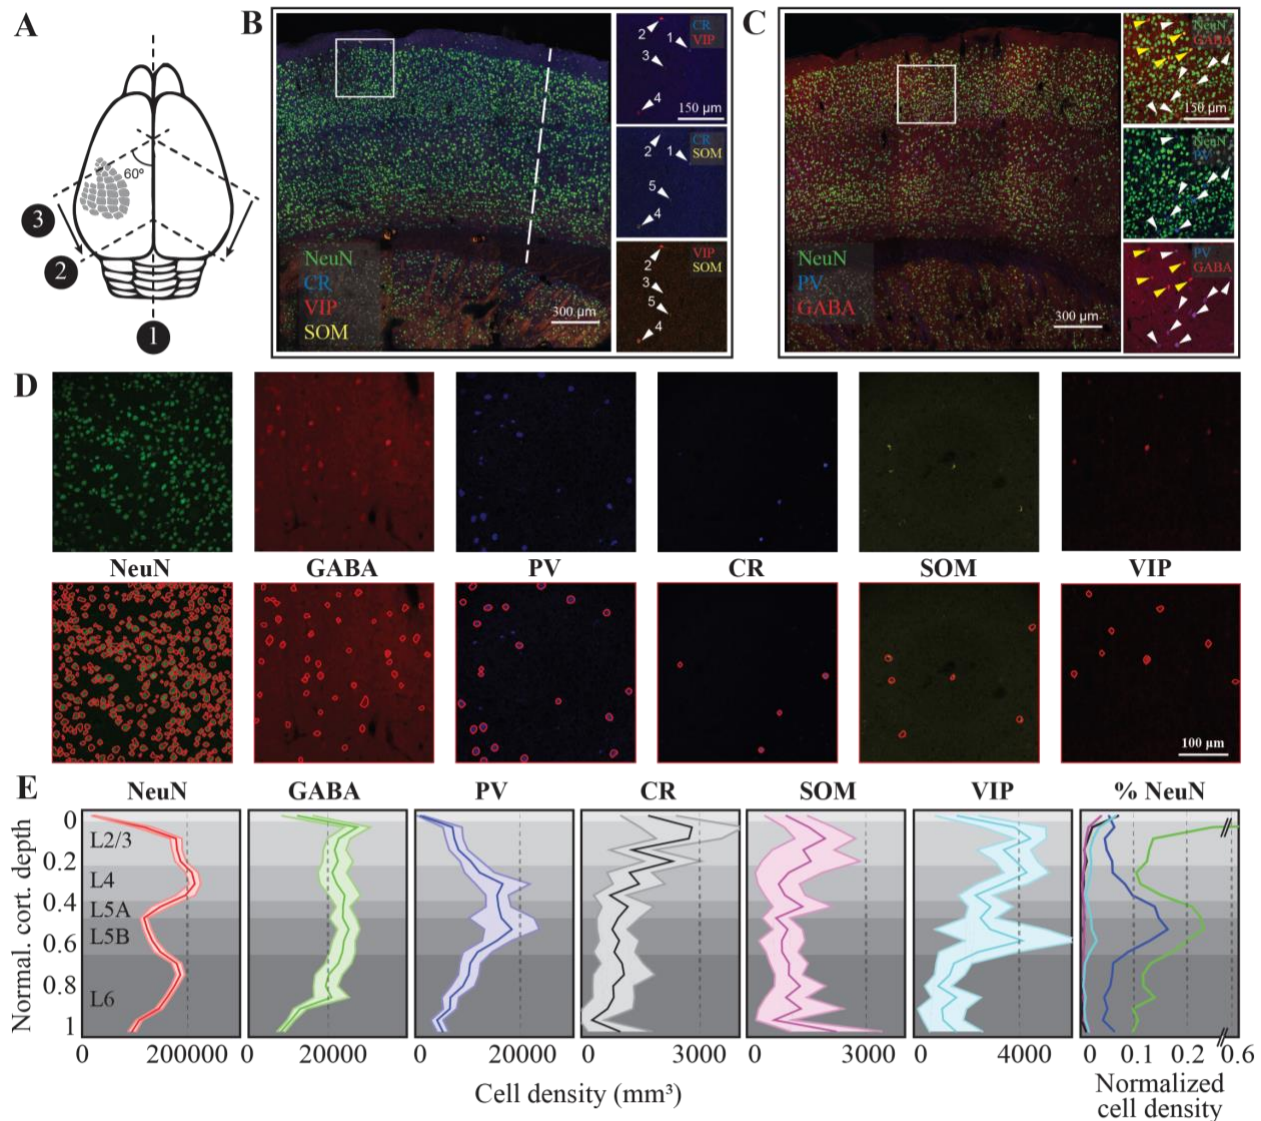 A
60°
3
2
1
B
NeuN
CR
VIP
SOM
300 µm
CR
VIP
2
1
3
4
150 µm
CR
SOM
2
1
5
4
VIP
SOM
2
3
5
4
C
NeuN
PV
GABA
300 µm
NeuN
GABA
150 µm
NeuN
PV
PV
GABA
D
NeuN GABA PV CR SOM VIP
100 µm
E
NeuN GABA PV CR SOM VIP % NeuN
Normal. cort. depth
0
0.2
0.4
0.6
0.8
1
L2/3
L4
L5A
L5B
L6
0 200000 0 20000 0 20000 0 3000 0 3000 0 4000 0 0.1 0.2 0.6
Cell density (mm³)
Normalized
cell density